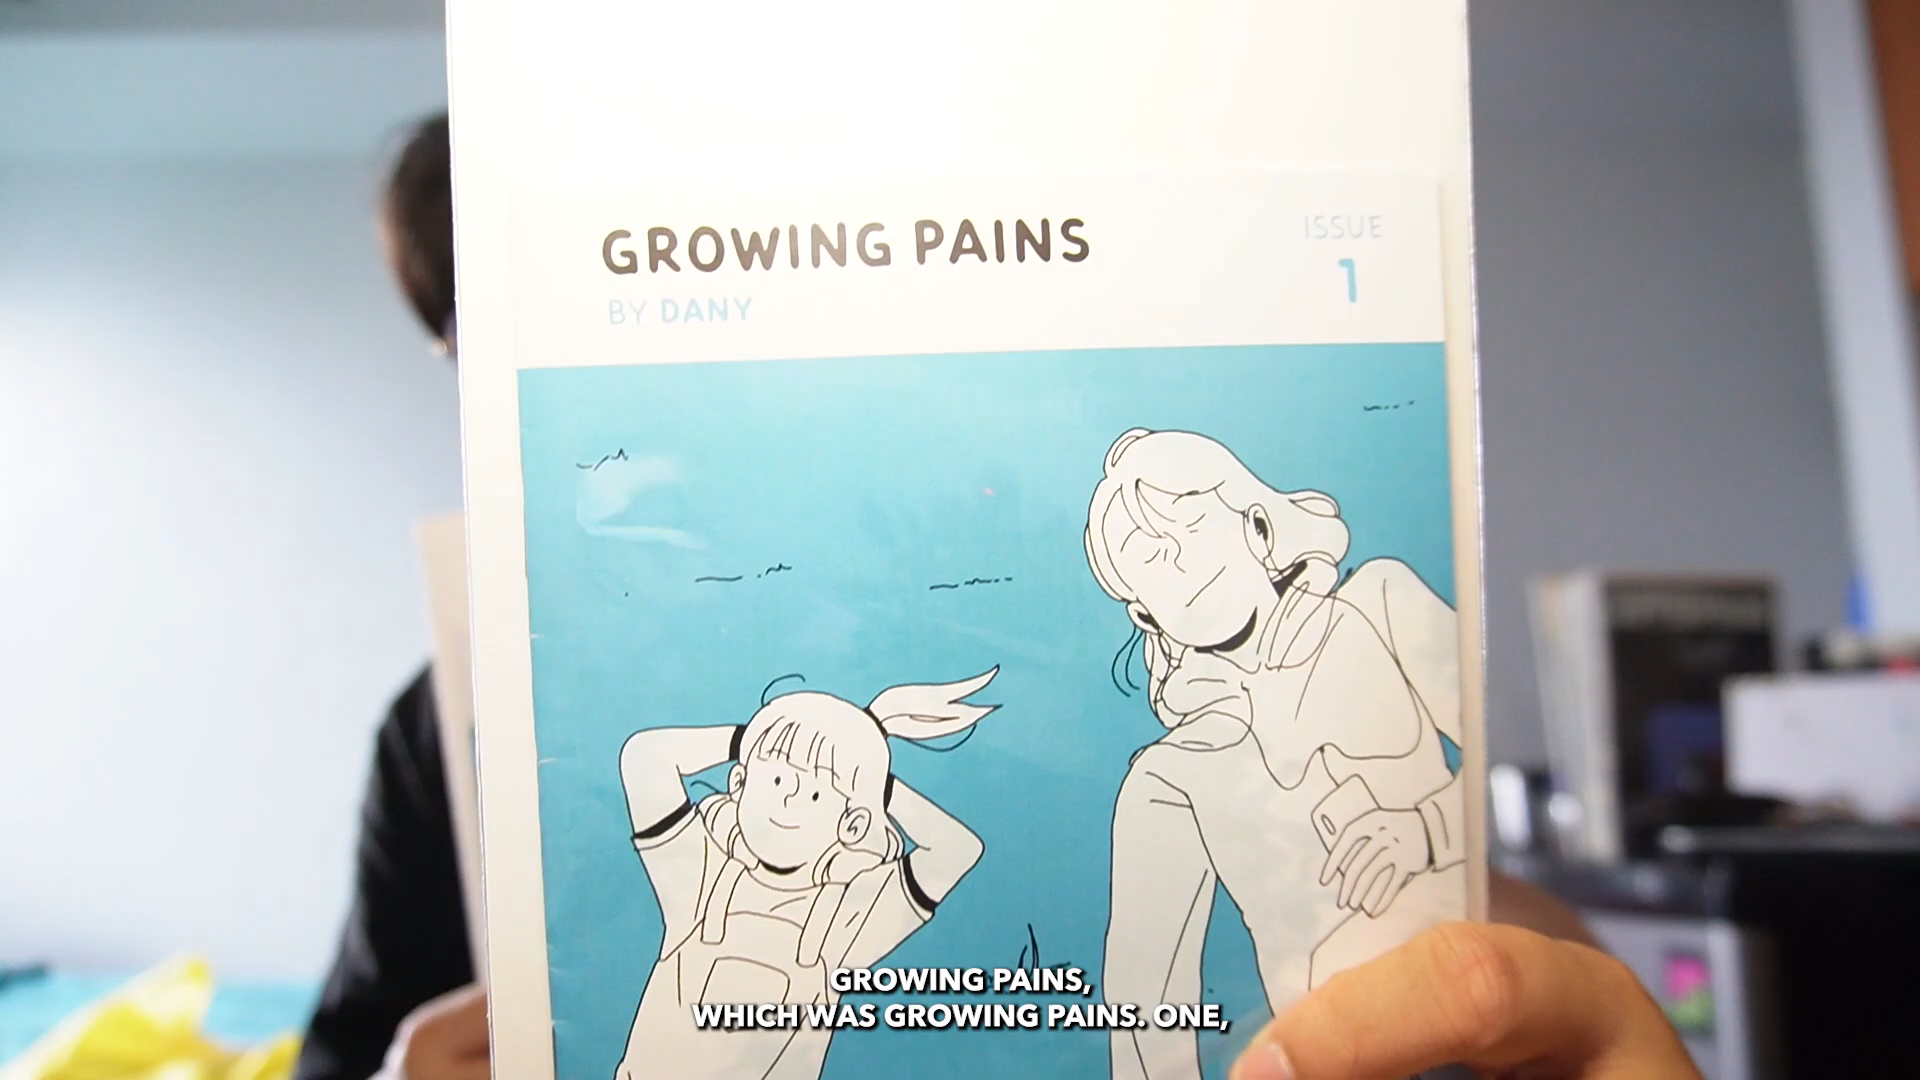 GROWING PAINS
BY DANY
ISSUE
1
GROWING PAINS,
WHICH WAS GROWING PAINS. ONE,